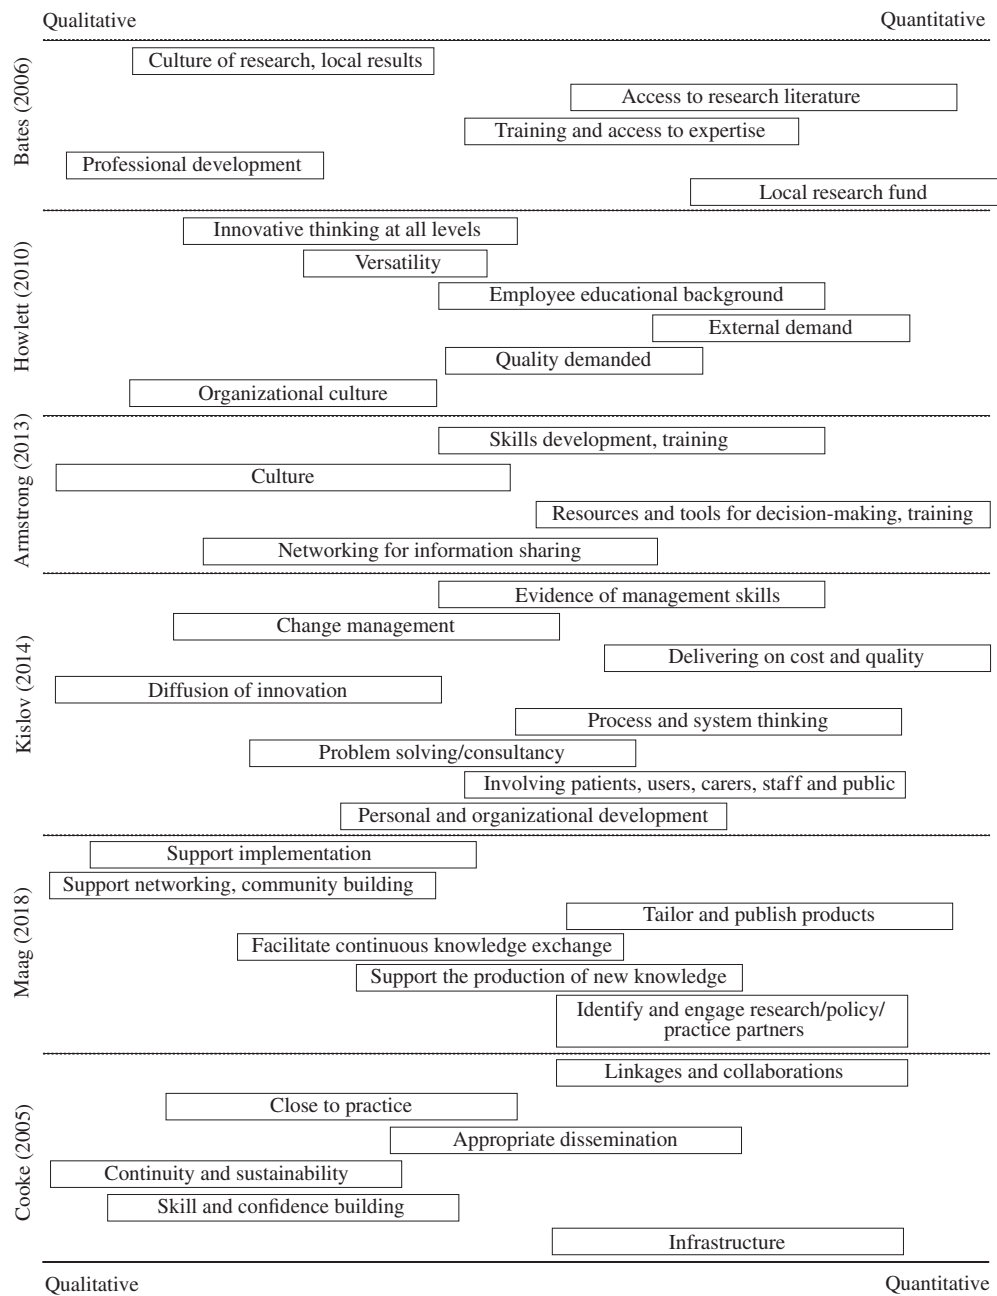 Qualitative
Quantitative
Bates (2006)
Culture of research, local results
Access to research literature
Training and access to expertise
Professional development
Local research fund
Howlett (2010)
Innovative thinking at all levels
Versatility
Employee educational background
External demand
Quality demanded
Organizational culture
Armstrong (2013)
Skills development, training
Culture
Resources and tools for decision-making, training
Networking for information sharing
Kislov (2014)
Evidence of management skills
Change management
Delivering on cost and quality
Diffusion of innovation
Process and system thinking
Problem solving/consultancy
Involving patients, users, carers, staff and public
Personal and organizational development
Maag (2018)
Support implementation
Support networking, community building
Tailor and publish products
Facilitate continuous knowledge exchange
Support the production of new knowledge
Identify and engage research/policy/
practice partners
Cooke (2005)
Linkages and collaborations
Close to practice
Appropriate dissemination
Continuity and sustainability
Skill and confidence building
Infrastructure
Qualitative
Quantitative